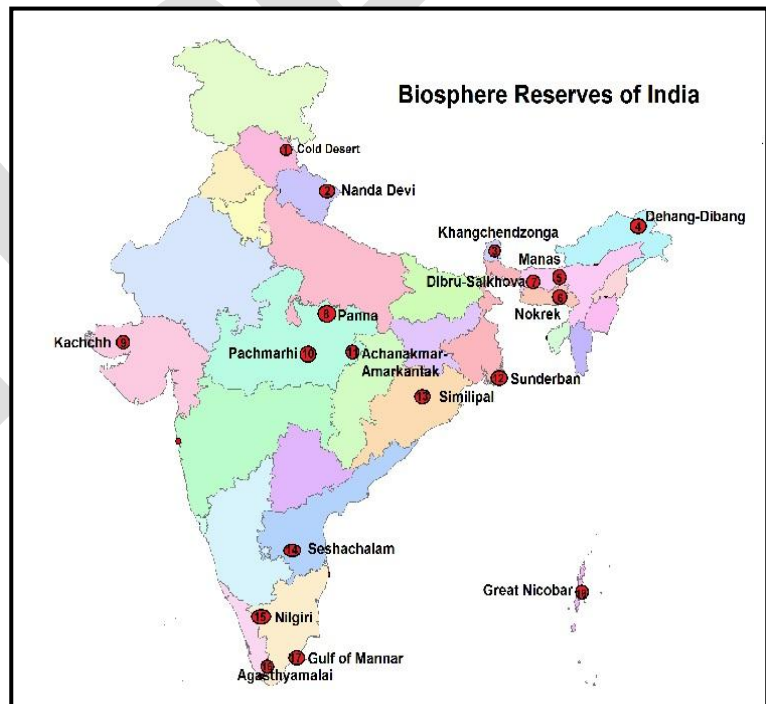 Biosphere Reserves of India
1 Cold Desert
2 Nanda Devi
Dehang-Dibang
4
Khangchendzonga
3
Manas
5
Dibru-Saikhova 7
6
Nokrek
8 Panna
Kachchh 9
Pachmarhi 10
11 Achanakmar-
Amarkantak
12 Sunderban
13 Similipal
14 Seshachalam
Great Nicobar 18
15 Nilgiri
17 Gulf of Mannar
16
Agasthyamalai